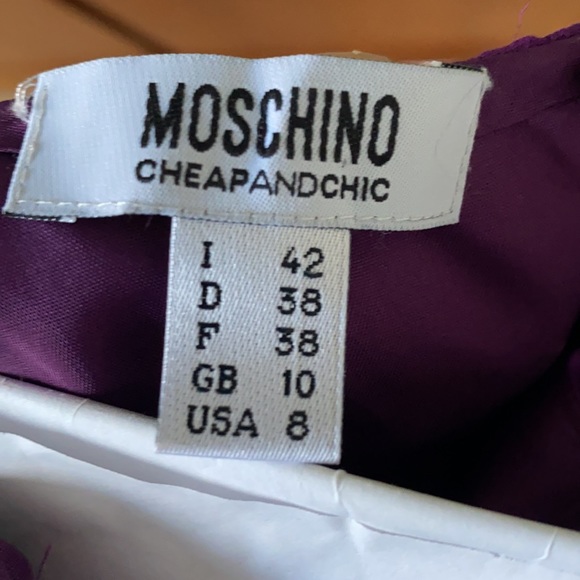 MOSCHINO
CHEAPANDCHIC
I 42
D 38
F 38
GB 10
USA 8